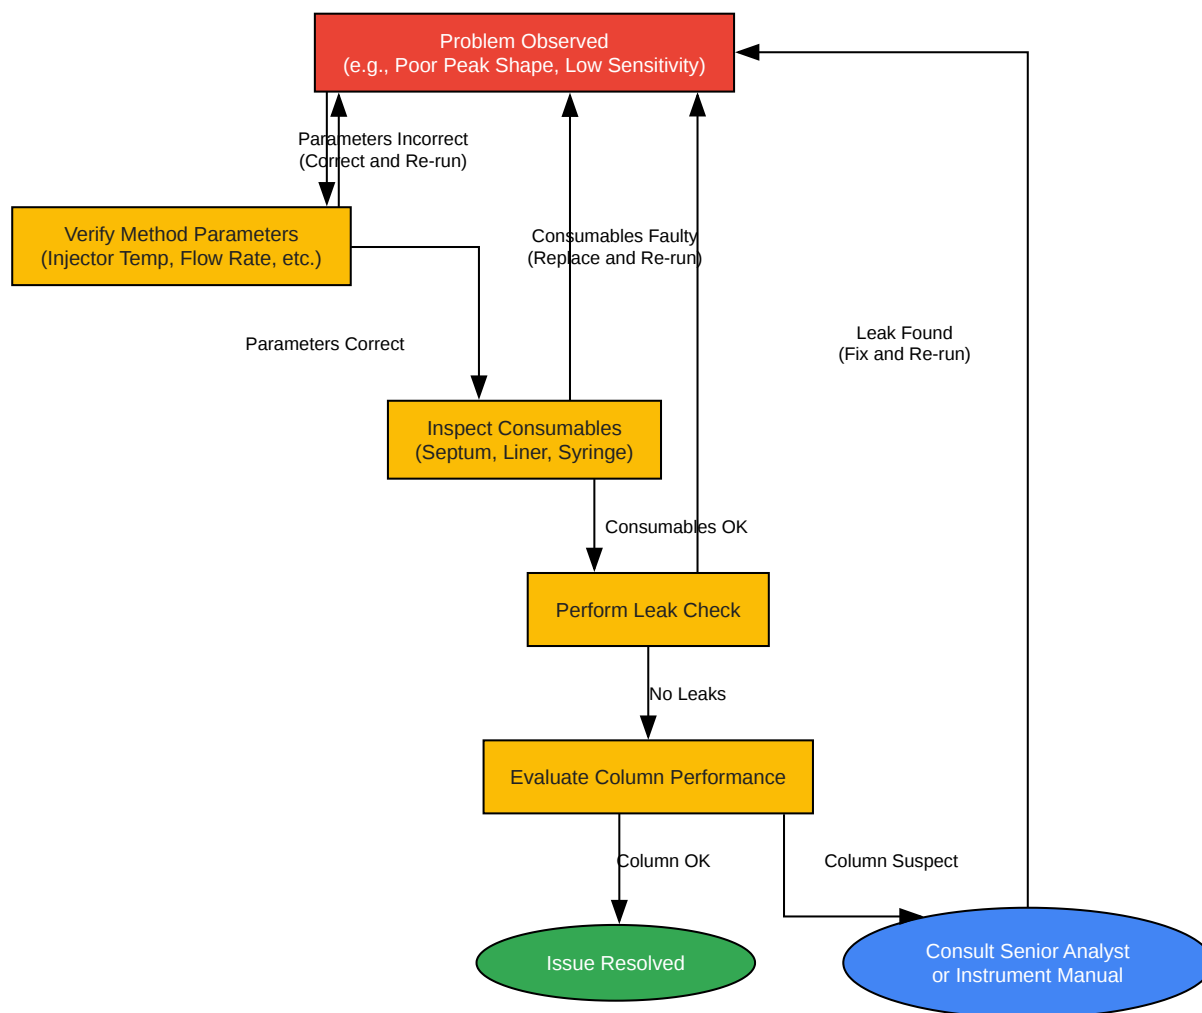 Problem Observed
(e.g., Poor Peak Shape, Low Sensitivity)
Parameters Incorrect
(Correct and Re-run)
Verify Method Parameters
(Injector Temp, Flow Rate, etc.)
Consumables Faulty
(Replace and Re-run)
Parameters Correct
Leak Found
(Fix and Re-run)
Inspect Consumables
(Septum, Liner, Syringe)
Consumables OK
Perform Leak Check
No Leaks
Evaluate Column Performance
Column OK
Column Suspect
Issue Resolved
Consult Senior Analyst
or Instrument Manual